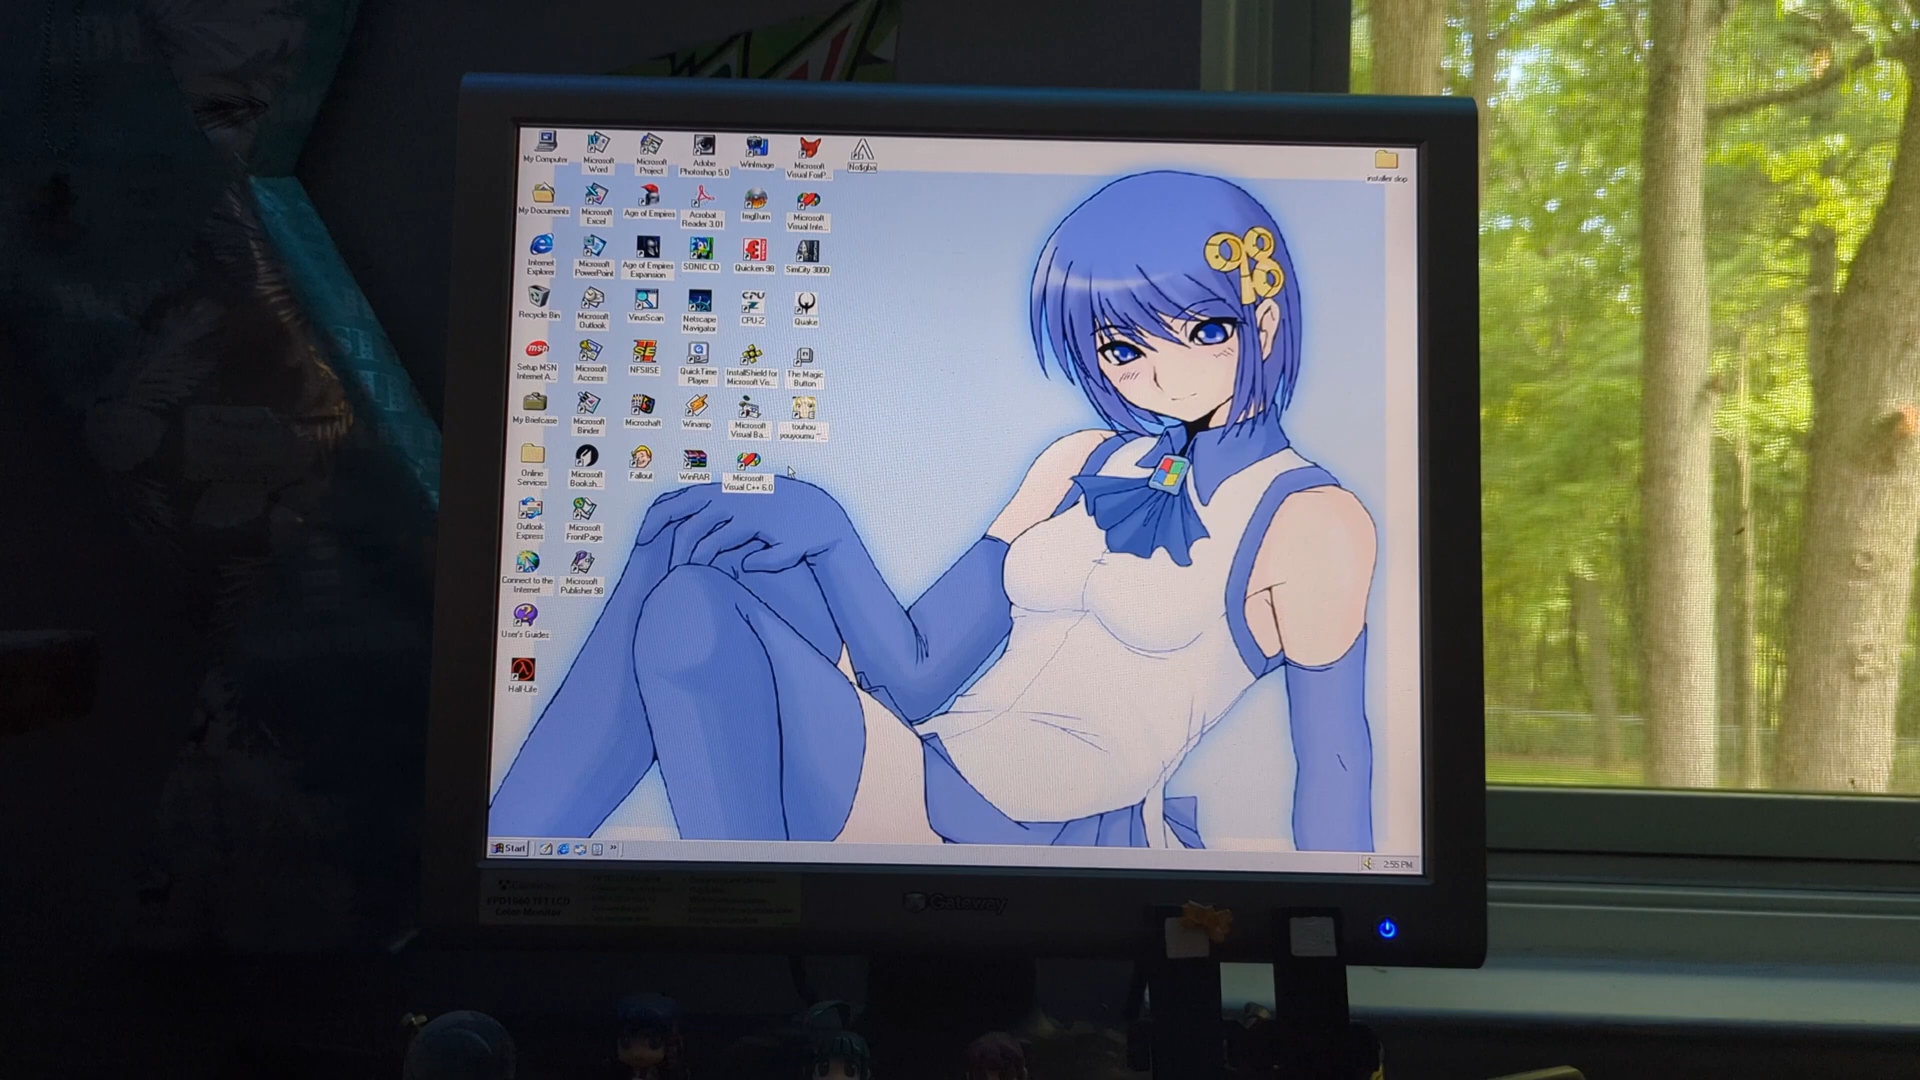 My Computer
Microsoft Word
Microsoft Project
Adobe Photoshop 5.0
WinImage
Microsoft Visual FoxP...
No$gba
installer slop
My Documents
Microsoft Excel
Age of Empires
Acrobat Reader 3.01
ImgBurn
Microsoft Visual Inte...
98
Internet Explorer
Microsoft PowerPoint
Age of Empires Expansion
SONIC CD
Quicken 98
SimCity 3000
Recycle Bin
Microsoft Outlook
VirusScan
Netscape Navigator
CPU-Z
Quake
msn
Setup MSN Internet A...
Microsoft Access
NFSIISE
QuickTime Player
InstallShield for Microsoft Vis...
The Magic Button
My Briefcase
Microsoft Binder
Microshaft
Winamp
Microsoft Visual Ba...
touhou youyoumu ~...
Online Services
Microsoft Booksh...
Fallout
WinRAR
Microsoft Visual C++ 6.0
Outlook Express
Microsoft FrontPage
Connect to the Internet
Microsoft Publisher 98
User's Guides
Half-Life
Start
2:55 PM
Color Monitor
Gateway